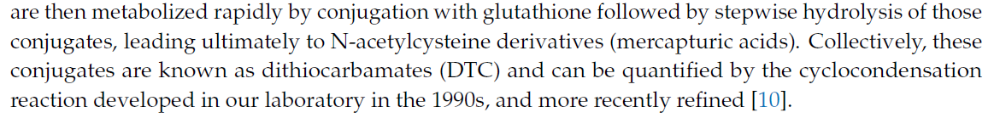 are then metabolized rapidly by conjugation with glutathione followed by stepwise hydrolysis of those
conjugates, leading ultimately to N-acetylcysteine derivatives (mercapturic acids). Collectively, these
conjugates are known as dithiocarbamates (DTC) and can be quantified by the cyclocondensation
reaction developed in our laboratory in the 1990s, and more recently refined [10].